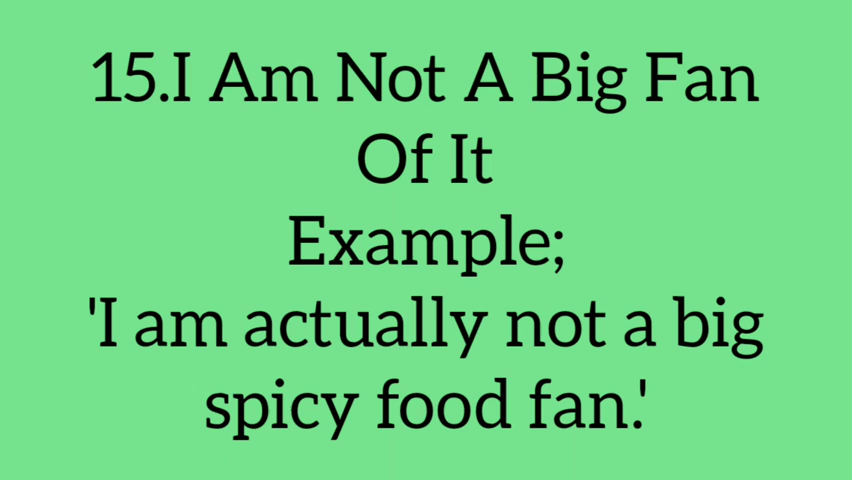 15.I Am Not A Big Fan
Of It
Example;
'I am actually not a big
spicy food fan.'